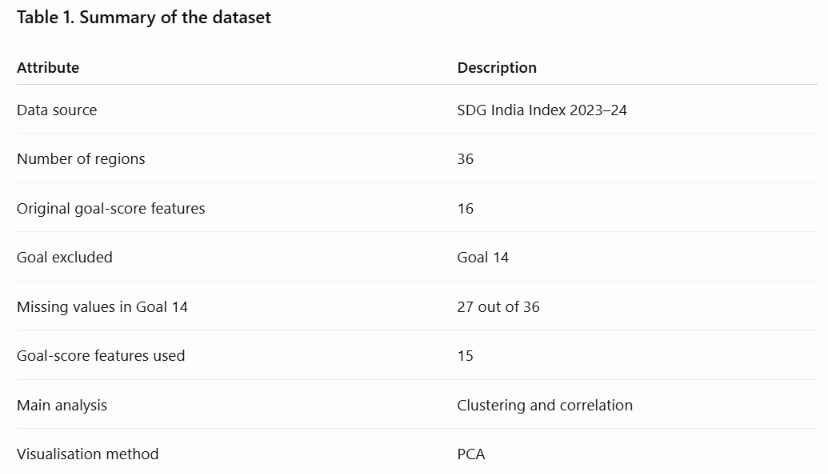 Table 1. Summary of the dataset
Attribute Description
Data source SDG India Index 2023–24
Number of regions 36
Original goal-score features 16
Goal excluded Goal 14
Missing values in Goal 14 27 out of 36
Goal-score features used 15
Main analysis Clustering and correlation
Visualisation method PCA